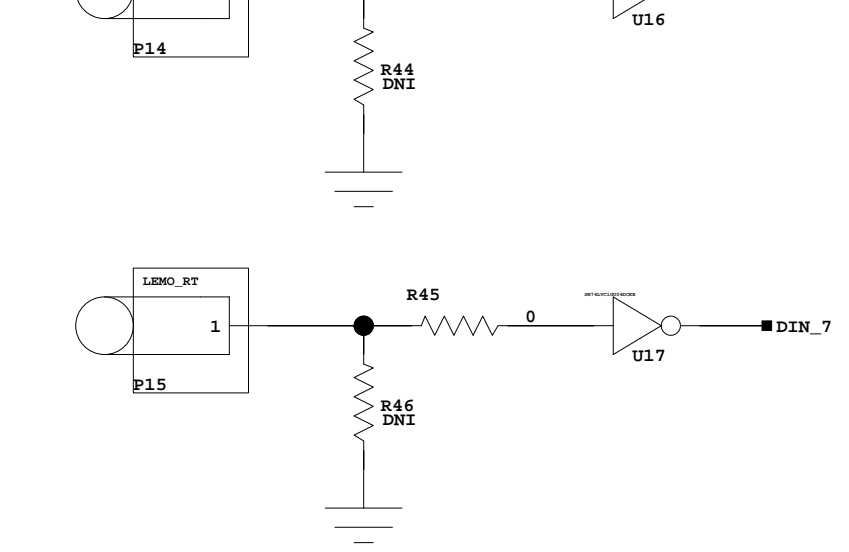 U16
P14
R44
DNI
LEMO_RT
R45
1
0
DIN_7
U17
P15
R46
DNI